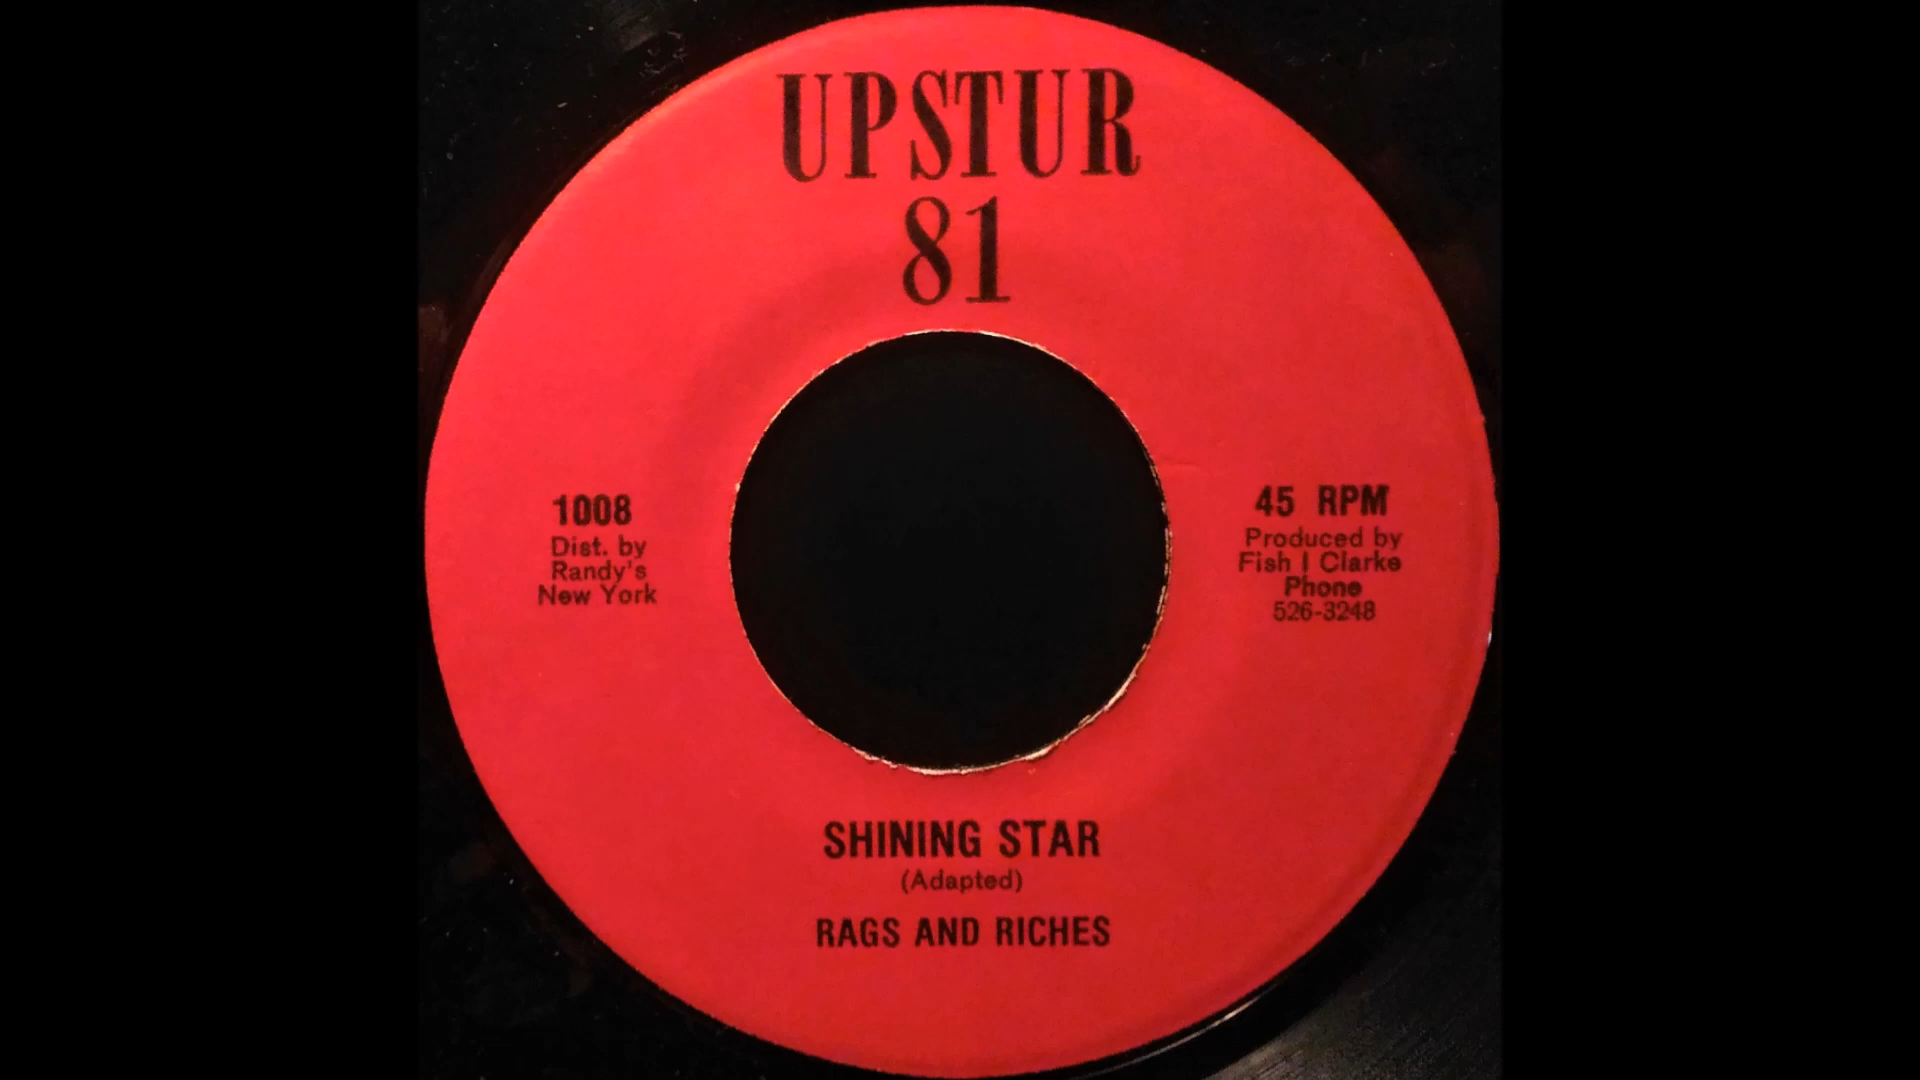 UPSTUR
81
1008
Dist. by
Randy's
New York
45 RPM
Produced by
Fish I Clarke
Phone
526-3248
SHINING STAR
(Adapted)
RAGS AND RICHES